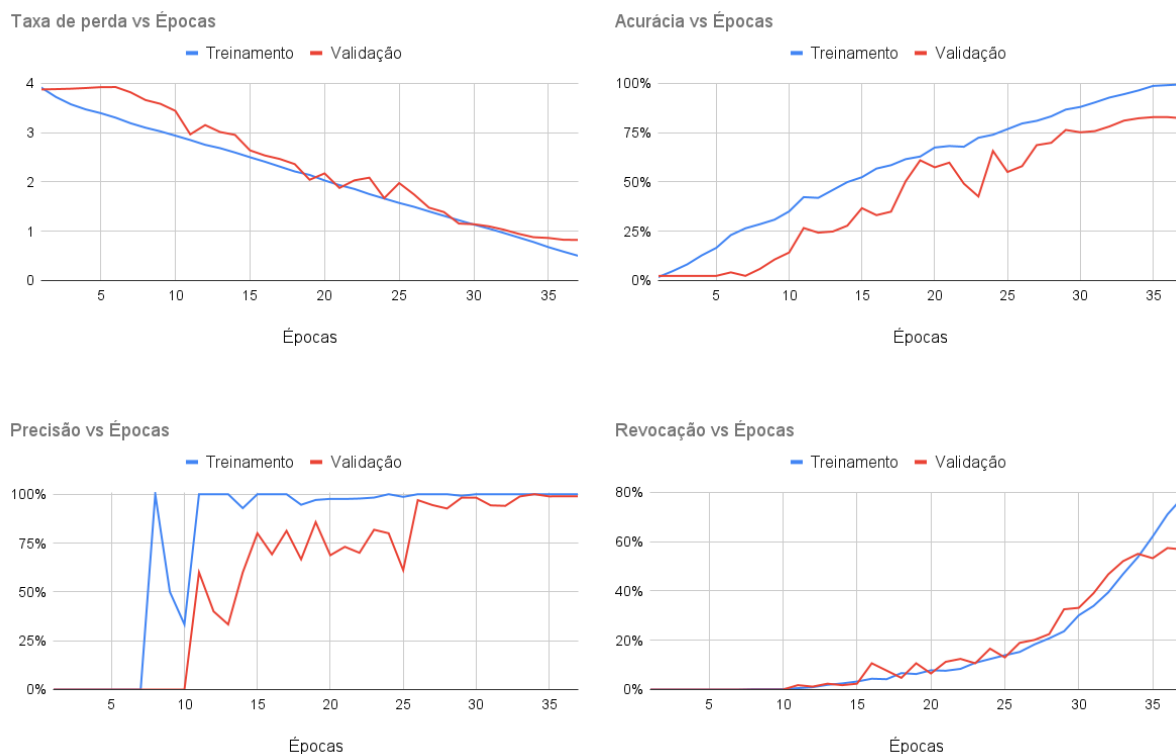 Taxa de perda vs Épocas
Treinamento Validação
4
3
2
1
0
5 10 15 20 25 30 35
Épocas
Acurácia vs Épocas
Treinamento Validação
100%
75%
50%
25%
0%
5 10 15 20 25 30 35
Épocas
Precisão vs Épocas
Treinamento Validação
100%
75%
50%
25%
0%
5 10 15 20 25 30 35
Épocas
Revocação vs Épocas
Treinamento Validação
80%
60%
40%
20%
0%
5 10 15 20 25 30 35
Épocas